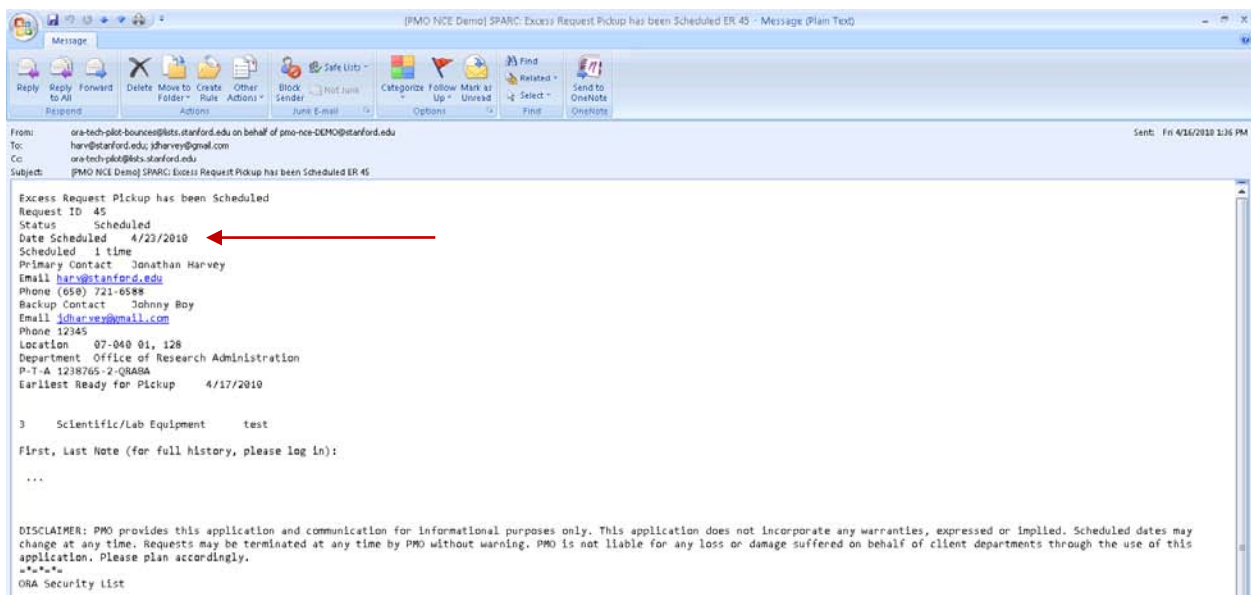 [PMO NCE Demo] SPARC: Excess Request Pickup has been Scheduled ER 45 - Message (Plain Text)
Message
Reply
Reply to All
Forward
Delete
Move to Folder
Create Rule
Other Actions
Block Sender
Safe Lists
Not Junk
Categorize
Follow Up
Mark as Unread
Find
Related
Select
Send to OneNote
Respond
Actions
Junk E-mail
Options
Find
OneNote
From: ora-tech-pilot-bounces@lists.stanford.edu on behalf of pmo-nce-DEMO@stanford.edu
Sent: Fri 4/16/2010 1:36 PM
To: harv@stanford.edu; jdharvey@gmail.com
Cc: ora-tech-pilot@lists.stanford.edu
Subject: [PMO NCE Demo] SPARC: Excess Request Pickup has been Scheduled ER 45
Excess Request Pickup has been Scheduled
Request ID 45
Status Scheduled
Date Scheduled 4/23/2010
Scheduled 1 time
Primary Contact Jonathan Harvey
Email harv@stanford.edu
Phone (650) 721-6588
Backup Contact Johnny Boy
Email jdharvey@gmail.com
Phone 12345
Location 07-040 01, 128
Department Office of Research Administration
P-T-A 1238765-2-QRABA
Earliest Ready for Pickup 4/17/2010
3 Scientific/Lab Equipment test
First, Last Note (for full history, please log in):
...
DISCLAIMER: PMO provides this application and communication for informational purposes only. This application does not incorporate any warranties, expressed or implied. Scheduled dates may
change at any time. Requests may be terminated at any time by PMO without warning. PMO is not liable for any loss or damage suffered on behalf of client departments through the use of this
application. Please plan accordingly.
=*=*=*=
ORA Security List